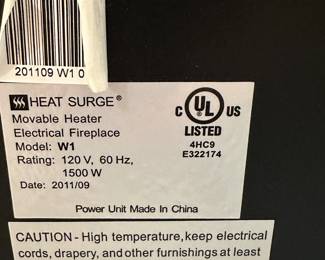 201109 W1 0
HEAT SURGE®
Movable Heater
Electrical Fireplace
Model: W1
Rating: 120 V, 60 Hz,
1500 W
Date: 2011/09
C UL US
LISTED
4HC9
E322174
Power Unit Made In China
CAUTION - High temperature, keep electrical
cords, drapery, and other furnishings at least